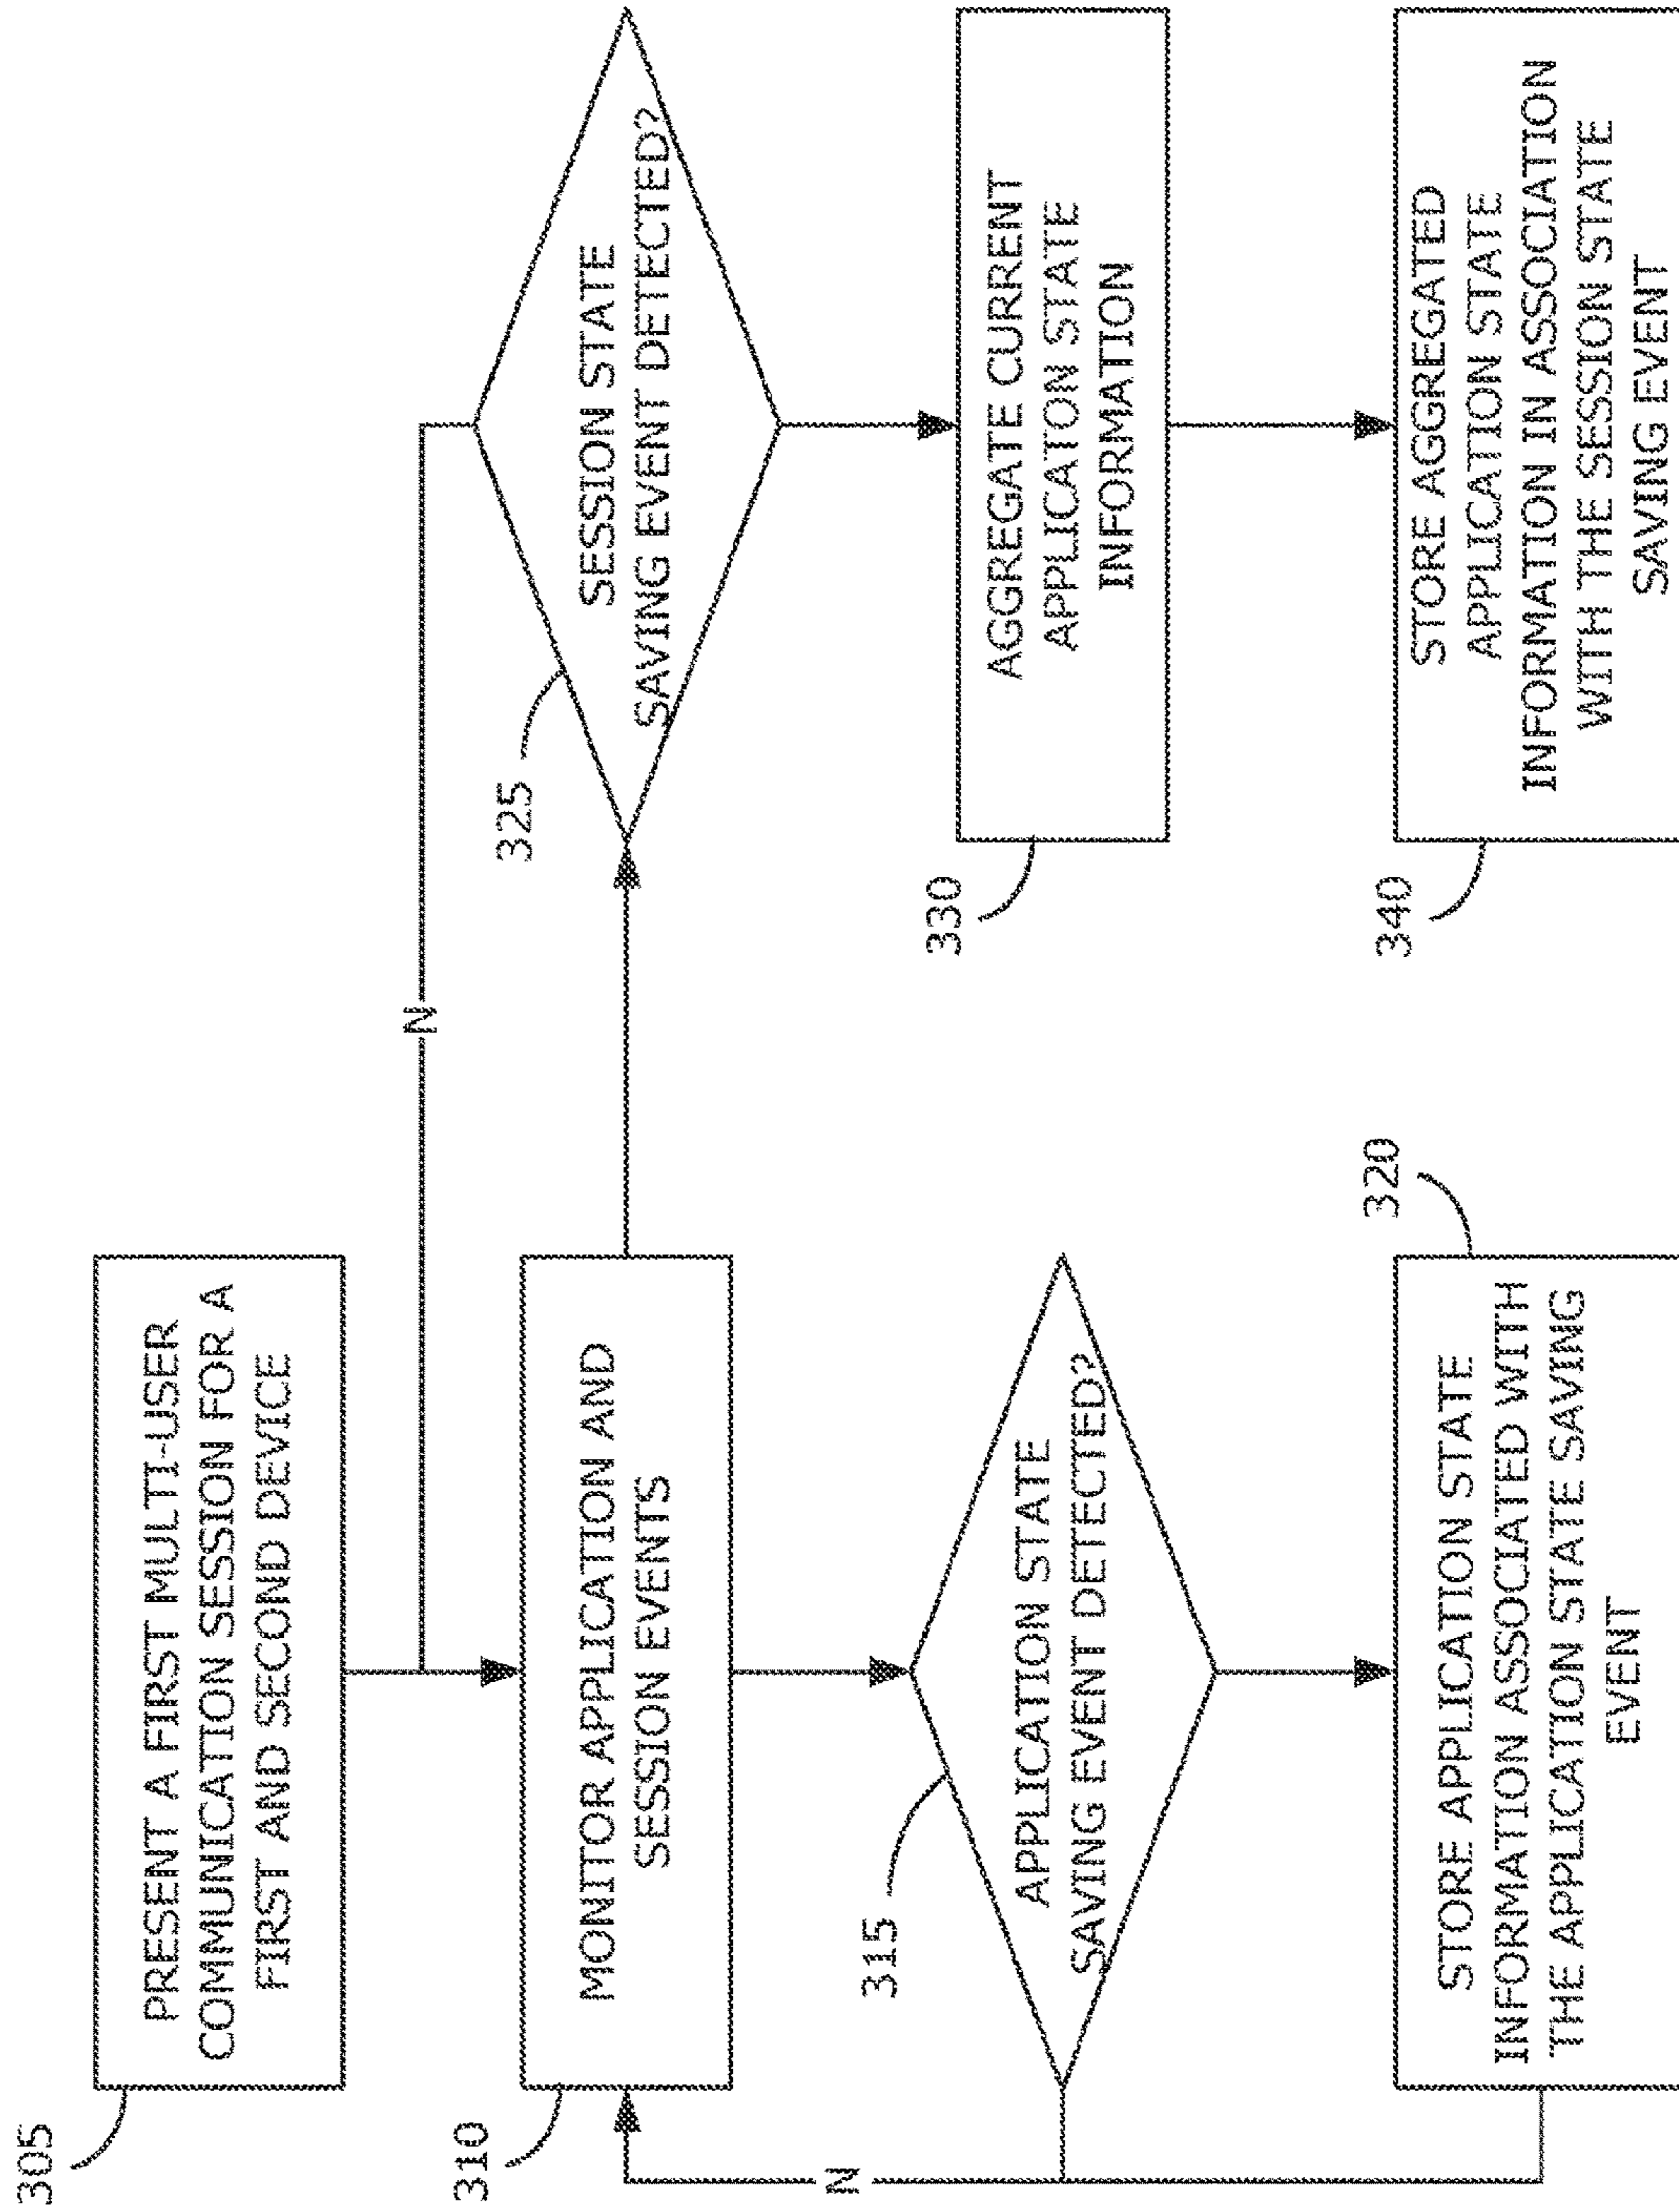 305
PRESENT A FIRST MULTI-USER
COMMUNICATION SESSION FOR A
FIRST AND SECOND DEVICE
N
310
MONITOR APPLICATION AND
SESSION EVENTS
325
SESSION STATE
SAVING EVENT DETECTED?
315
APPLICATION STATE
SAVING EVENT DETECTED?
N
330
AGGREGATE CURRENT
APPLICATON STATE
INFORMATION
320
STORE APPLICATION STATE
INFORMATION ASSOCIATED WITH
THE APPLICATION STATE SAVING
EVENT
340
STORE AGGREGATED
APPLICATION STATE
INFORMATION IN ASSOCIATION
WITH THE SESSION STATE
SAVING EVENT